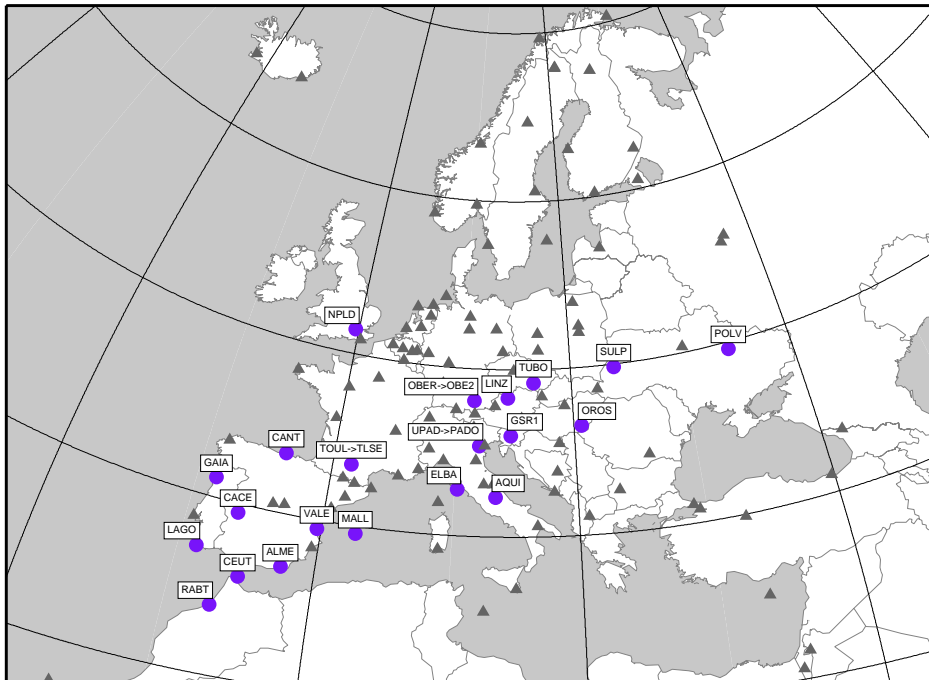 NPLD
POLV
SULP
TUBO
OBER->OBE2
LINZ
OROS
GSR1
UPAD->PADO
CANT
TOUL->TLSE
GAIA
ELBA
AQUI
CACE
VALE
MALL
LAGO
ALME
CEUT
RABT